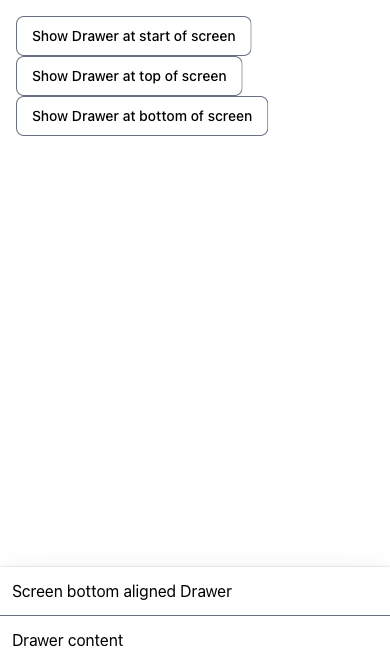 Show Drawer at start of screen
Show Drawer at top of screen
Show Drawer at bottom of screen
Screen bottom aligned Drawer
Drawer content